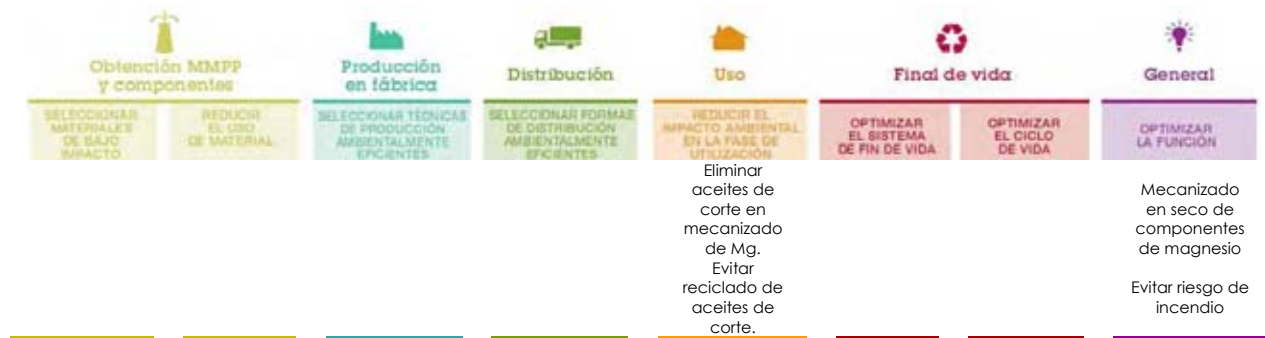 Obtención MMPP
y componentes
Producción
en fábrica
Distribución
Uso
Final de vida
General
SELECCIONAR
MATERIALES
DE BAJO
IMPACTO
REDUCIR
EL USO
DE MATERIAL
SELECCIONAR TÉCNICAS
DE PRODUCCIÓN
AMBIENTALMENTE
EFICIENTES
SELECCIONAR FORMAS
DE DISTRIBUCIÓN
AMBIENTALMENTE
EFICIENTES
REDUCIR EL
IMPACTO AMBIENTAL
EN LA FASE DE
UTILIZACIÓN
OPTIMIZAR
EL SISTEMA
DE FIN DE VIDA
OPTIMIZAR
EL CICLO
DE VIDA
OPTIMIZAR
LA FUNCIÓN
Eliminar
aceites de
corte en
mecanizado
de Mg.
Evitar
reciclado de
aceites de
corte.
Mecanizado
en seco de
componentes
de magnesio
Evitar riesgo de
incendio